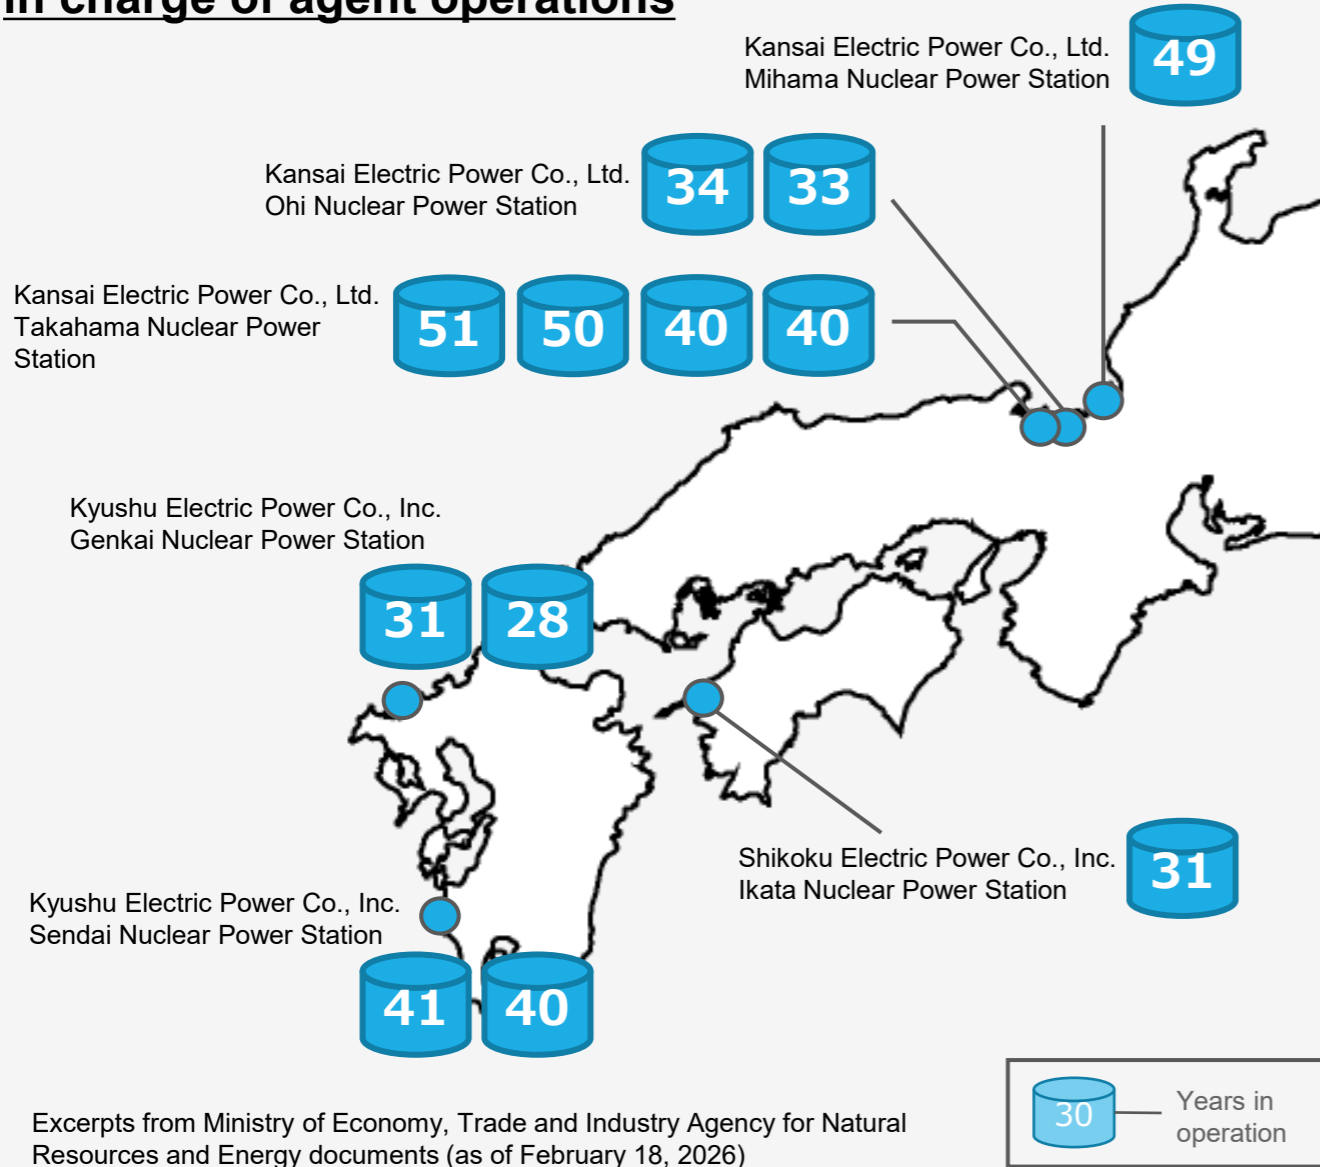 in charge of agent operations
Kansai Electric Power Co., Ltd.
Mihama Nuclear Power Station
49
Kansai Electric Power Co., Ltd.
Ohi Nuclear Power Station
34 33
Kansai Electric Power Co., Ltd.
Takahama Nuclear Power
Station
51 50 40 40
Kyushu Electric Power Co., Inc.
Genkai Nuclear Power Station
31 28
Shikoku Electric Power Co., Inc.
Ikata Nuclear Power Station
31
Kyushu Electric Power Co., Inc.
Sendai Nuclear Power Station
41 40
30
Years in
operation
Excerpts from Ministry of Economy, Trade and Industry Agency for Natural
Resources and Energy documents (as of February 18, 2026)